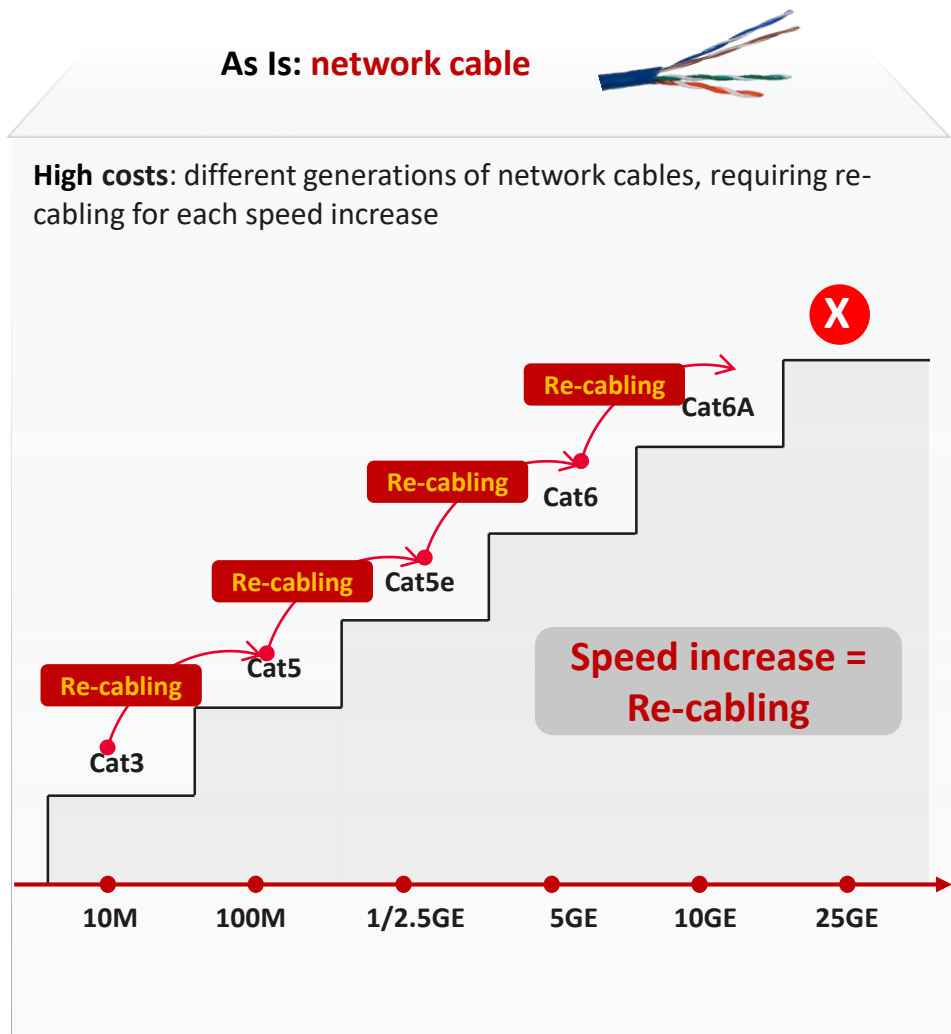 As Is: network cable
High costs: different generations of network cables, requiring re-
cabling for each speed increase
X
Re-cabling
Cat6A
Re-cabling
Cat6
Re-cabling
Cat5e
Re-cabling
Cat5
Cat3
Speed increase =
Re-cabling
10M 100M 1/2.5GE 5GE 10GE 25GE